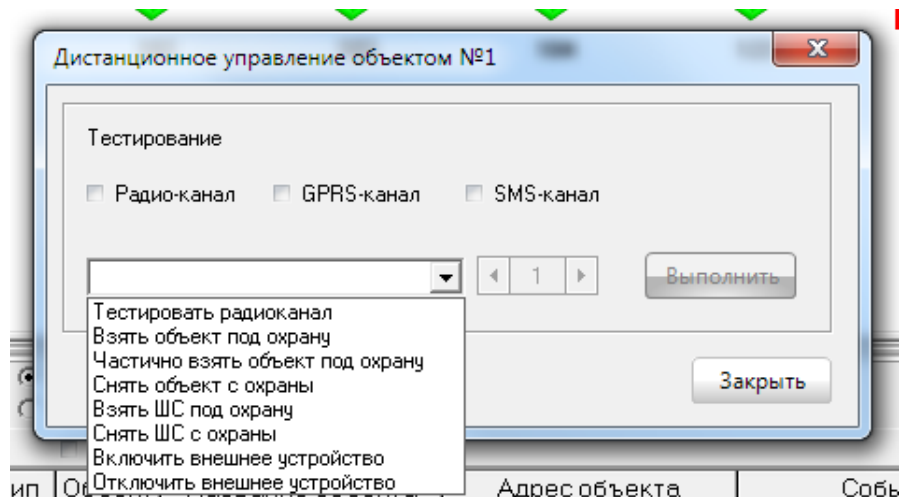 Дистанционное управление объектом №1
Тестирование
Радио-канал GPRS-канал SMS-канал
1 Выполнить
Тестировать радиоканал
Взять объект под охрану
Частично взять объект под охрану
Снять объект с охраны
Взять ШС под охрану
Снять ШС с охраны
Включить внешнее устройство
Отключить внешнее устройство
Закрыть
ип Адрес объекта Собы